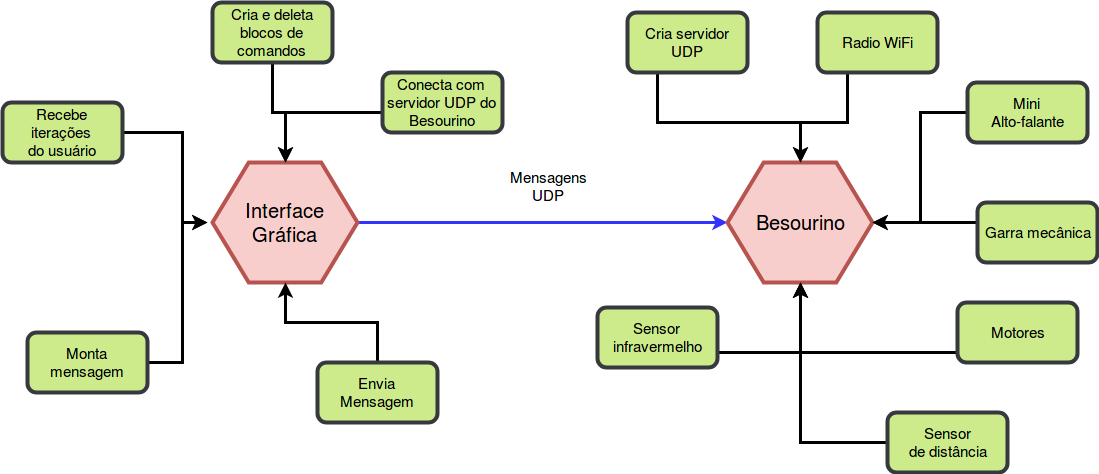 Cria e deleta
blocos de
comandos
Conecta com
servidor UDP do
Besourino
Recebe
iterações
do usuário
Interface
Gráfica
Monta
mensagem
Envia
Mensagem
Mensagens
UDP
Cria servidor
UDP
Radio WiFi
Mini
Alto-falante
Besourino
Garra mecânica
Sensor
infravermelho
Motores
Sensor
de distância